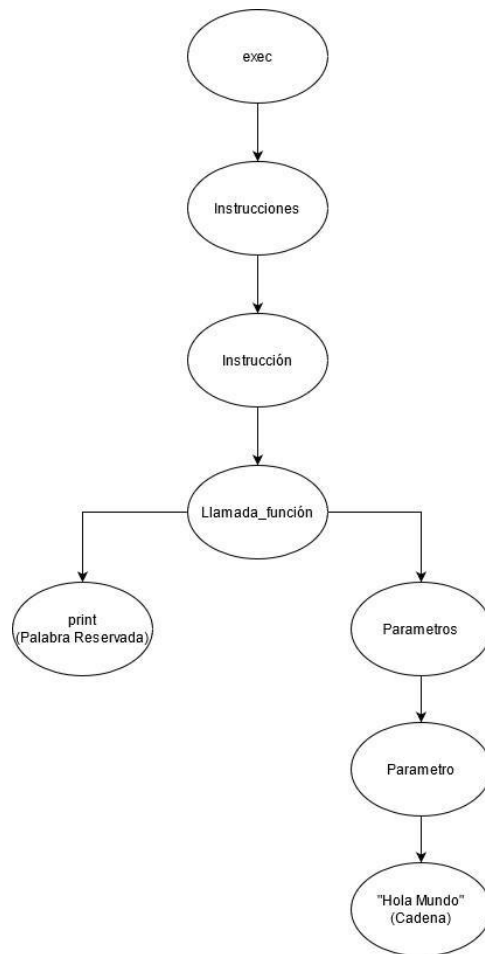 exec
Instrucciones
Instrucción
Llamada_función
print
(Palabra Reservada)
Parametros
Parametro
"Hola Mundo"
(Cadena)